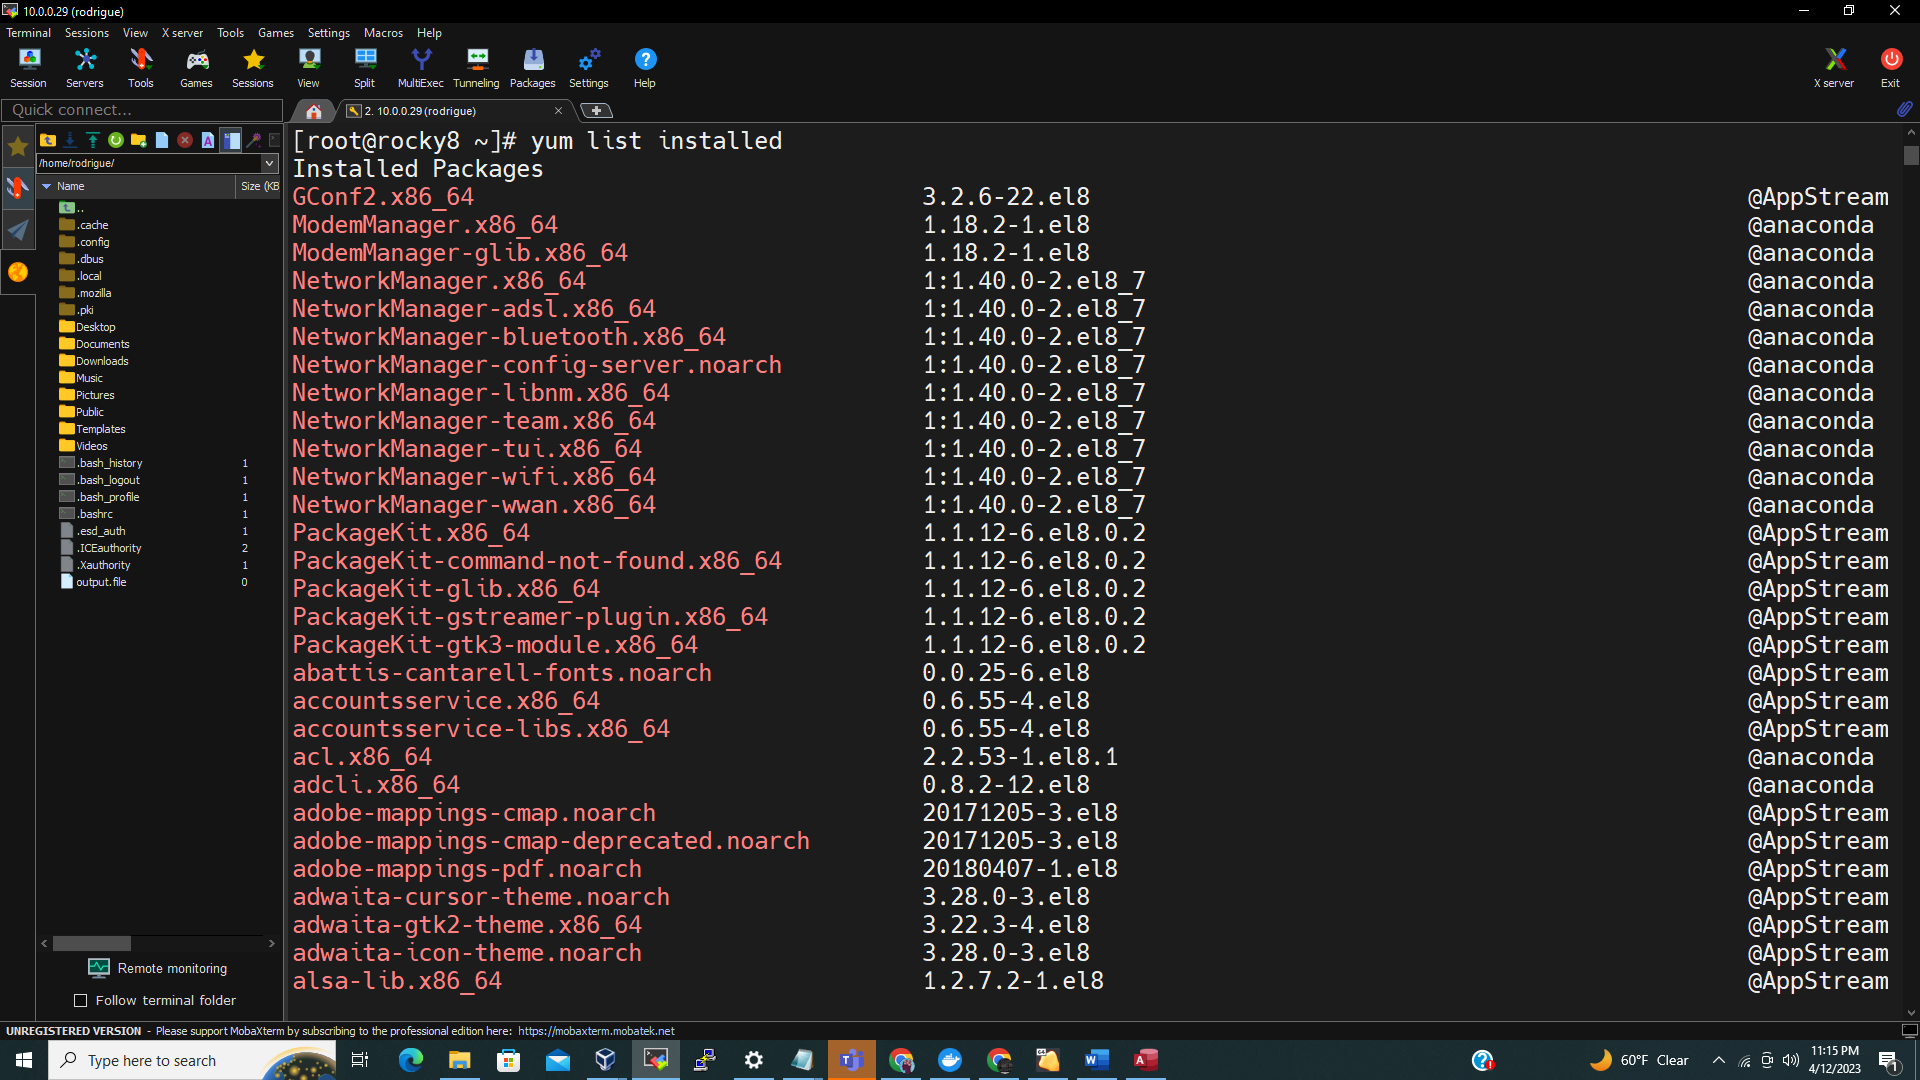 10.0.0.29 (rodrigue)
Terminal Sessions View X server Tools Games Settings Macros Help
Session Servers Tools Games Sessions View Split MultiExec Tunneling Packages Settings Help X server Exit
Quick connect...
2. 10.0.0.29 (rodrigue)
/home/rodrigue/
Name Size (KB
..
.cache
.config
.dbus
.local
.mozilla
.pki
Desktop
Documents
Downloads
Music
Pictures
Public
Templates
Videos
.bash_history 1
.bash_logout 1
.bash_profile 1
.bashrc 1
.esd_auth 1
.ICEauthority 2
.Xauthority 1
output.file 0
Remote monitoring
Follow terminal folder
[root@rocky8 ~]# yum list installed
Installed Packages
GConf2.x86_64 3.2.6-22.el8 @AppStream
ModemManager.x86_64 1.18.2-1.el8 @anaconda
ModemManager-glib.x86_64 1.18.2-1.el8 @anaconda
NetworkManager.x86_64 1:1.40.0-2.el8_7 @anaconda
NetworkManager-adsl.x86_64 1:1.40.0-2.el8_7 @anaconda
NetworkManager-bluetooth.x86_64 1:1.40.0-2.el8_7 @anaconda
NetworkManager-config-server.noarch 1:1.40.0-2.el8_7 @anaconda
NetworkManager-libnm.x86_64 1:1.40.0-2.el8_7 @anaconda
NetworkManager-team.x86_64 1:1.40.0-2.el8_7 @anaconda
NetworkManager-tui.x86_64 1:1.40.0-2.el8_7 @anaconda
NetworkManager-wifi.x86_64 1:1.40.0-2.el8_7 @anaconda
NetworkManager-wwan.x86_64 1:1.40.0-2.el8_7 @anaconda
PackageKit.x86_64 1.1.12-6.el8.0.2 @AppStream
PackageKit-command-not-found.x86_64 1.1.12-6.el8.0.2 @AppStream
PackageKit-glib.x86_64 1.1.12-6.el8.0.2 @AppStream
PackageKit-gstreamer-plugin.x86_64 1.1.12-6.el8.0.2 @AppStream
PackageKit-gtk3-module.x86_64 1.1.12-6.el8.0.2 @AppStream
abattis-cantarell-fonts.noarch 0.0.25-6.el8 @AppStream
accountsservice.x86_64 0.6.55-4.el8 @AppStream
accountsservice-libs.x86_64 0.6.55-4.el8 @AppStream
acl.x86_64 2.2.53-1.el8.1 @anaconda
adcli.x86_64 0.8.2-12.el8 @anaconda
adobe-mappings-cmap.noarch 20171205-3.el8 @AppStream
adobe-mappings-cmap-deprecated.noarch 20171205-3.el8 @AppStream
adobe-mappings-pdf.noarch 20180407-1.el8 @AppStream
adwaita-cursor-theme.noarch 3.28.0-3.el8 @AppStream
adwaita-gtk2-theme.x86_64 3.22.3-4.el8 @AppStream
adwaita-icon-theme.noarch 3.28.0-3.el8 @AppStream
alsa-lib.x86_64 1.2.7.2-1.el8 @AppStream
UNREGISTERED VERSION - Please support MobaXterm by subscribing to the professional edition here: https://mobaxterm.mobatek.net
Type here to search
60°F Clear
11:15 PM
4/12/2023
1